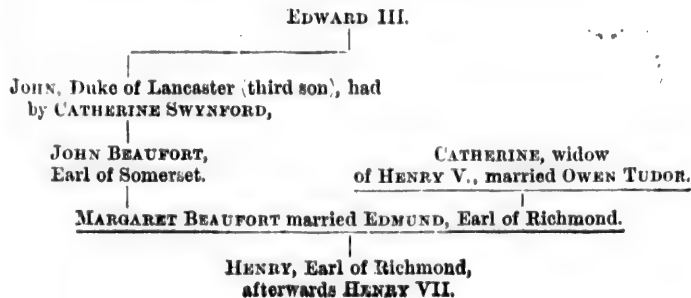 EDWARD III.
JOHN, Duke of Lancaster (third son), had
by CATHERINE SWYNFORD,
JOHN BEAUFORT,
Earl of Somerset.
CATHERINE, widow
of HENRY V., married OWEN TUDOR.
MARGARET BEAUFORT married EDMUND, Earl of Richmond.
HENRY, Earl of Richmond,
afterwards HENRY VII.